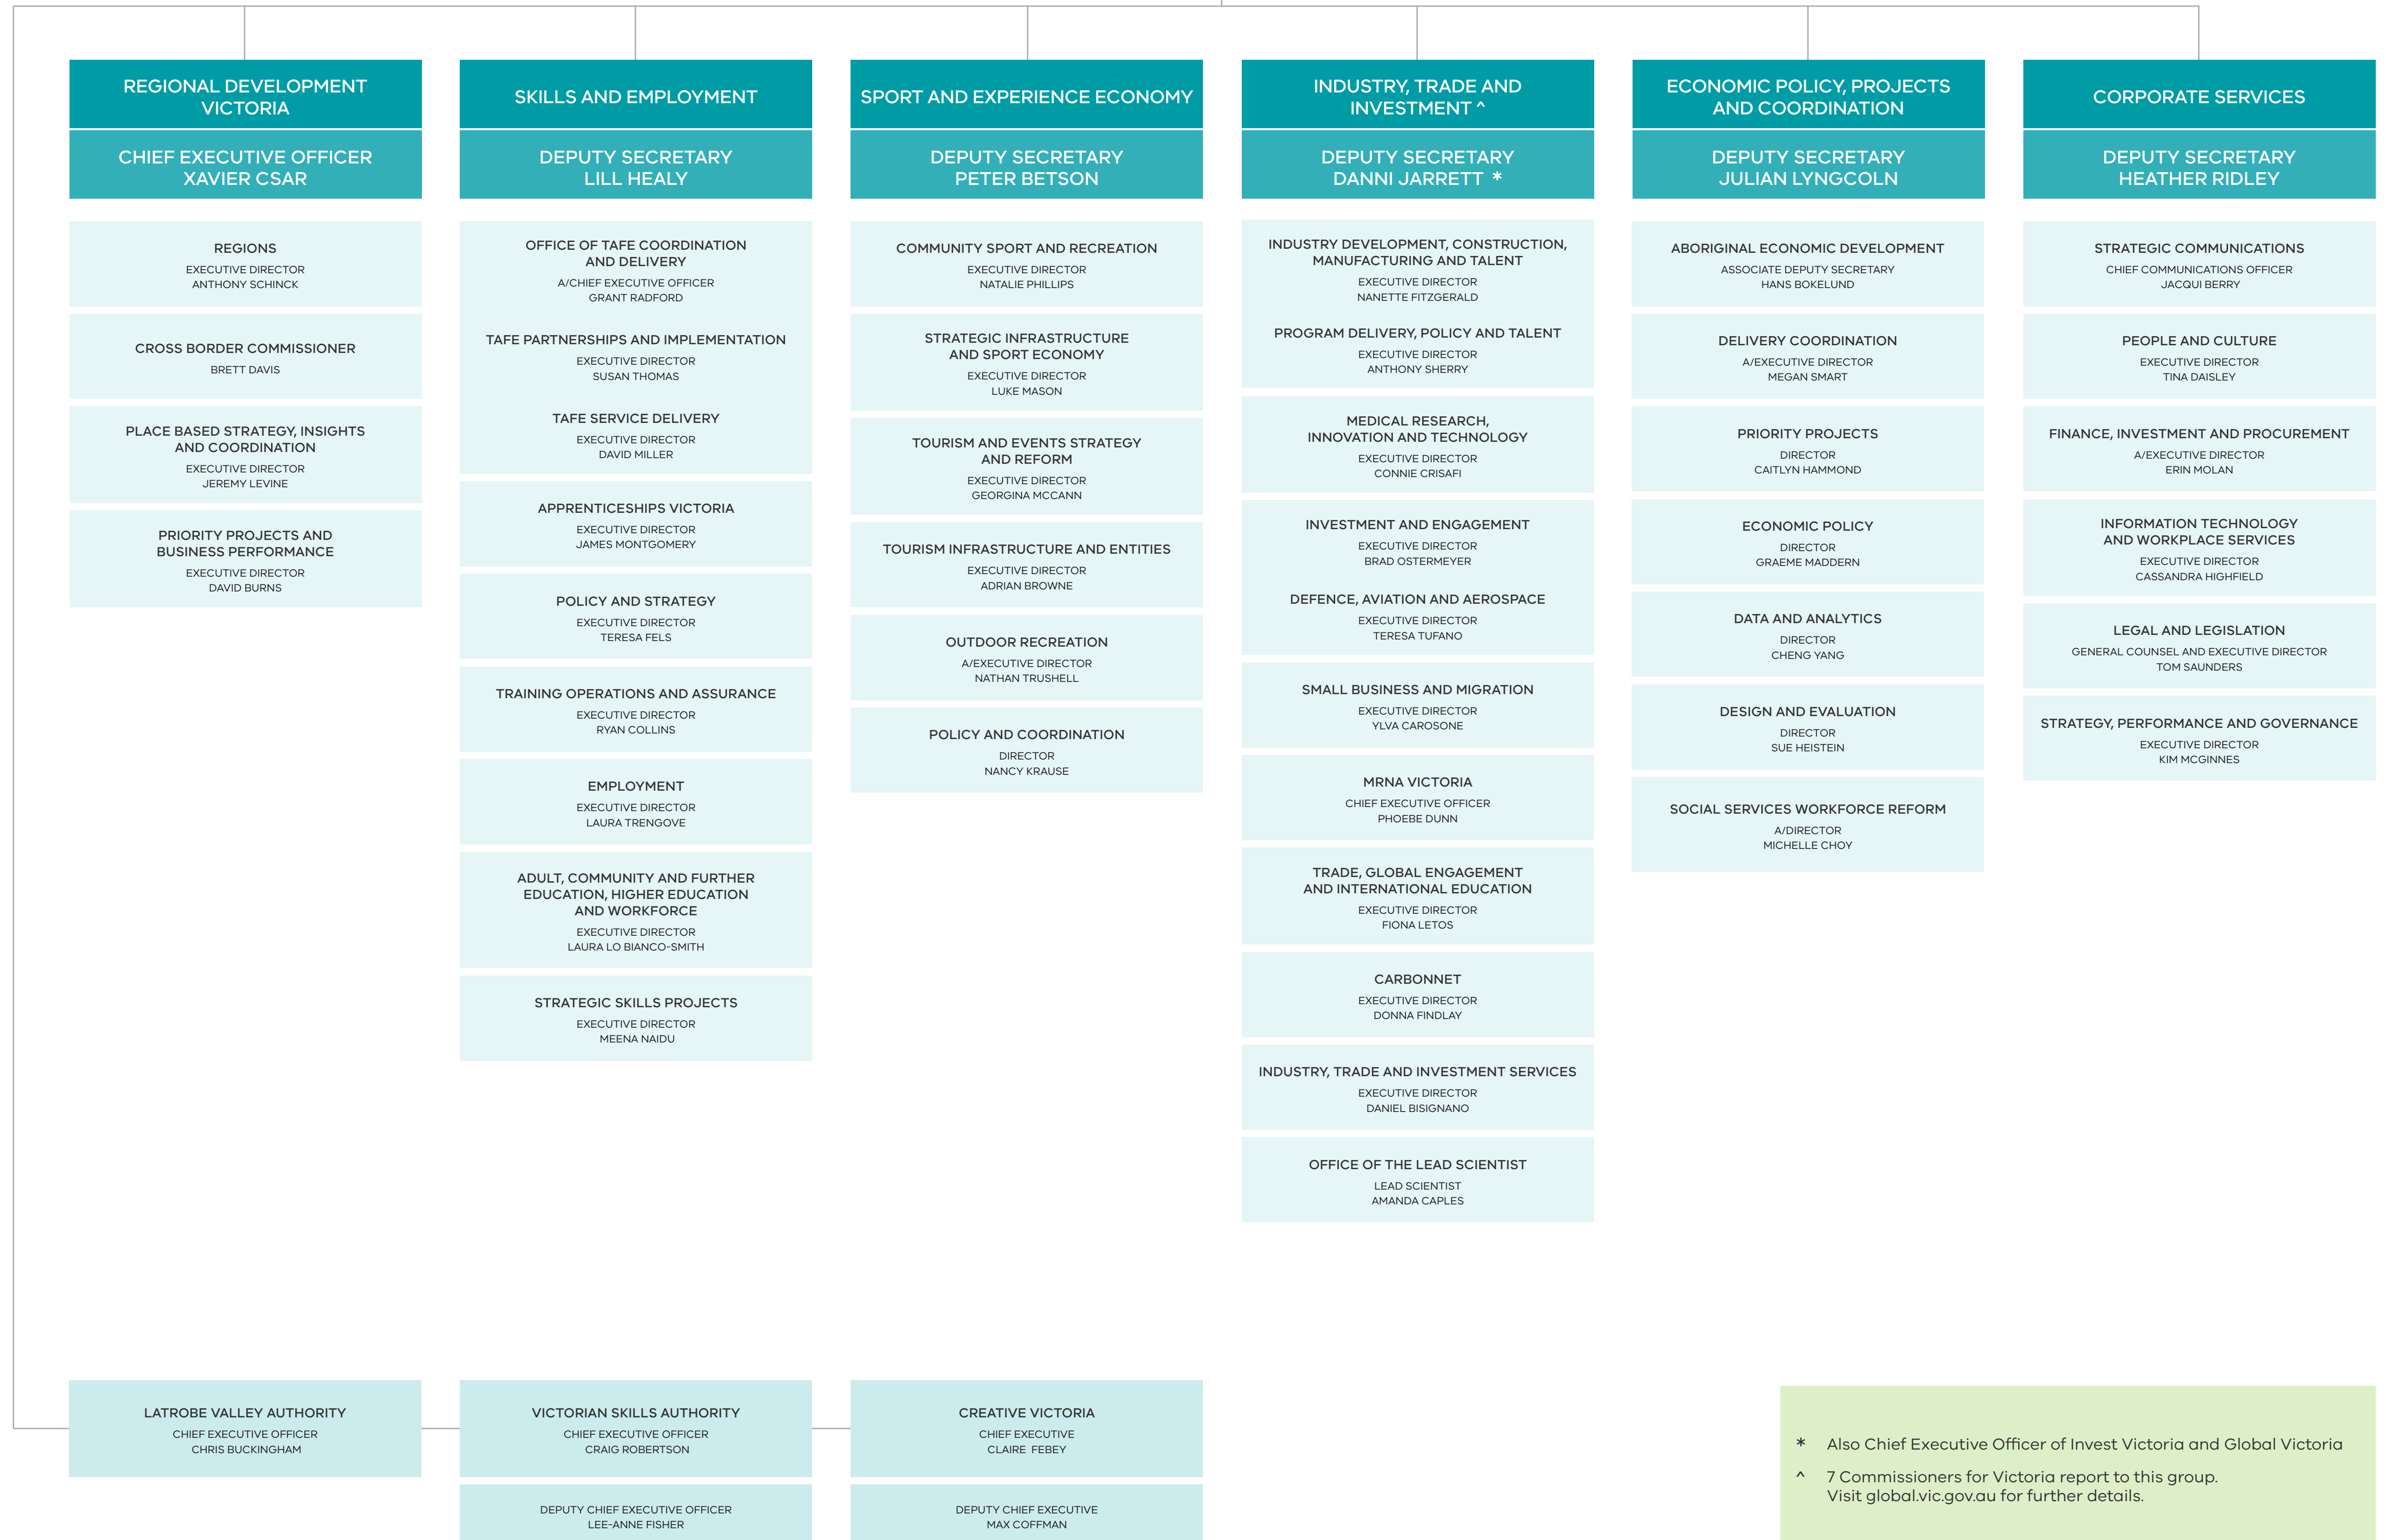 REGIONAL DEVELOPMENT
VICTORIA
CHIEF EXECUTIVE OFFICER
XAVIER CSAR
REGIONS
EXECUTIVE DIRECTOR
ANTHONY SCHINCK
CROSS BORDER COMMISSIONER
BRETT DAVIS
PLACE BASED STRATEGY, INSIGHTS
AND COORDINATION
EXECUTIVE DIRECTOR
JEREMY LEVINE
PRIORITY PROJECTS AND
BUSINESS PERFORMANCE
EXECUTIVE DIRECTOR
DAVID BURNS
SKILLS AND EMPLOYMENT
DEPUTY SECRETARY
LILL HEALY
OFFICE OF TAFE COORDINATION
AND DELIVERY
A/CHIEF EXECUTIVE OFFICER
GRANT RADFORD
TAFE PARTNERSHIPS AND IMPLEMENTATION
EXECUTIVE DIRECTOR
SUSAN THOMAS
TAFE SERVICE DELIVERY
EXECUTIVE DIRECTOR
DAVID MILLER
APPRENTICESHIPS VICTORIA
EXECUTIVE DIRECTOR
JAMES MONTGOMERY
POLICY AND STRATEGY
EXECUTIVE DIRECTOR
TERESA FELS
TRAINING OPERATIONS AND ASSURANCE
EXECUTIVE DIRECTOR
RYAN COLLINS
EMPLOYMENT
EXECUTIVE DIRECTOR
LAURA TRENGOVE
ADULT, COMMUNITY AND FURTHER
EDUCATION, HIGHER EDUCATION
AND WORKFORCE
EXECUTIVE DIRECTOR
LAURA LO BIANCO-SMITH
STRATEGIC SKILLS PROJECTS
EXECUTIVE DIRECTOR
MEENA NAIDU
SPORT AND EXPERIENCE ECONOMY
DEPUTY SECRETARY
PETER BETSON
COMMUNITY SPORT AND RECREATION
EXECUTIVE DIRECTOR
NATALIE PHILLIPS
STRATEGIC INFRASTRUCTURE
AND SPORT ECONOMY
EXECUTIVE DIRECTOR
LUKE MASON
TOURISM AND EVENTS STRATEGY
AND REFORM
EXECUTIVE DIRECTOR
GEORGINA MCCANN
TOURISM INFRASTRUCTURE AND ENTITIES
EXECUTIVE DIRECTOR
ADRIAN BROWNE
OUTDOOR RECREATION
A/EXECUTIVE DIRECTOR
NATHAN TRUSHELL
POLICY AND COORDINATION
DIRECTOR
NANCY KRAUSE
INDUSTRY, TRADE AND
INVESTMENT ^
DEPUTY SECRETARY
DANNI JARRETT *
INDUSTRY DEVELOPMENT, CONSTRUCTION,
MANUFACTURING AND TALENT
EXECUTIVE DIRECTOR
NANETTE FITZGERALD
PROGRAM DELIVERY, POLICY AND TALENT
EXECUTIVE DIRECTOR
ANTHONY SHERRY
MEDICAL RESEARCH,
INNOVATION AND TECHNOLOGY
EXECUTIVE DIRECTOR
CONNIE CRISAFI
INVESTMENT AND ENGAGEMENT
EXECUTIVE DIRECTOR
BRAD OSTERMEYER
DEFENCE, AVIATION AND AEROSPACE
EXECUTIVE DIRECTOR
TERESA TUFANO
SMALL BUSINESS AND MIGRATION
EXECUTIVE DIRECTOR
YLVA CAROSONE
MRNA VICTORIA
CHIEF EXECUTIVE OFFICER
PHOEBE DUNN
TRADE, GLOBAL ENGAGEMENT
AND INTERNATIONAL EDUCATION
EXECUTIVE DIRECTOR
FIONA LETOS
CARBONNET
EXECUTIVE DIRECTOR
DONNA FINDLAY
INDUSTRY, TRADE AND INVESTMENT SERVICES
EXECUTIVE DIRECTOR
DANIEL BISIGNANO
OFFICE OF THE LEAD SCIENTIST
LEAD SCIENTIST
AMANDA CAPLES
ECONOMIC POLICY, PROJECTS
AND COORDINATION
DEPUTY SECRETARY
JULIAN LYNGCOLN
ABORIGINAL ECONOMIC DEVELOPMENT
ASSOCIATE DEPUTY SECRETARY
HANS BOKELUND
DELIVERY COORDINATION
A/EXECUTIVE DIRECTOR
MEGAN SMART
PRIORITY PROJECTS
DIRECTOR
CAITLYN HAMMOND
ECONOMIC POLICY
DIRECTOR
GRAEME MADDERN
DATA AND ANALYTICS
DIRECTOR
CHENG YANG
DESIGN AND EVALUATION
DIRECTOR
SUE HEISTEIN
SOCIAL SERVICES WORKFORCE REFORM
A/DIRECTOR
MICHELLE CHOY
CORPORATE SERVICES
DEPUTY SECRETARY
HEATHER RIDLEY
STRATEGIC COMMUNICATIONS
CHIEF COMMUNICATIONS OFFICER
JACQUI BERRY
PEOPLE AND CULTURE
EXECUTIVE DIRECTOR
TINA DAISLEY
FINANCE, INVESTMENT AND PROCUREMENT
A/EXECUTIVE DIRECTOR
ERIN MOLAN
INFORMATION TECHNOLOGY
AND WORKPLACE SERVICES
EXECUTIVE DIRECTOR
CASSANDRA HIGHFIELD
LEGAL AND LEGISLATION
GENERAL COUNSEL AND EXECUTIVE DIRECTOR
TOM SAUNDERS
STRATEGY, PERFORMANCE AND GOVERNANCE
EXECUTIVE DIRECTOR
KIM MCGINNES
LATROBE VALLEY AUTHORITY
CHIEF EXECUTIVE OFFICER
CHRIS BUCKINGHAM
VICTORIAN SKILLS AUTHORITY
CHIEF EXECUTIVE OFFICER
CRAIG ROBERTSON
DEPUTY CHIEF EXECUTIVE OFFICER
LEE-ANNE FISHER
CREATIVE VICTORIA
CHIEF EXECUTIVE
CLAIRE FEBEY
DEPUTY CHIEF EXECUTIVE
MAX COFFMAN
* Also Chief Executive Officer of Invest Victoria and Global Victoria
^ 7 Commissioners for Victoria report to this group.
Visit global.vic.gov.au for further details.